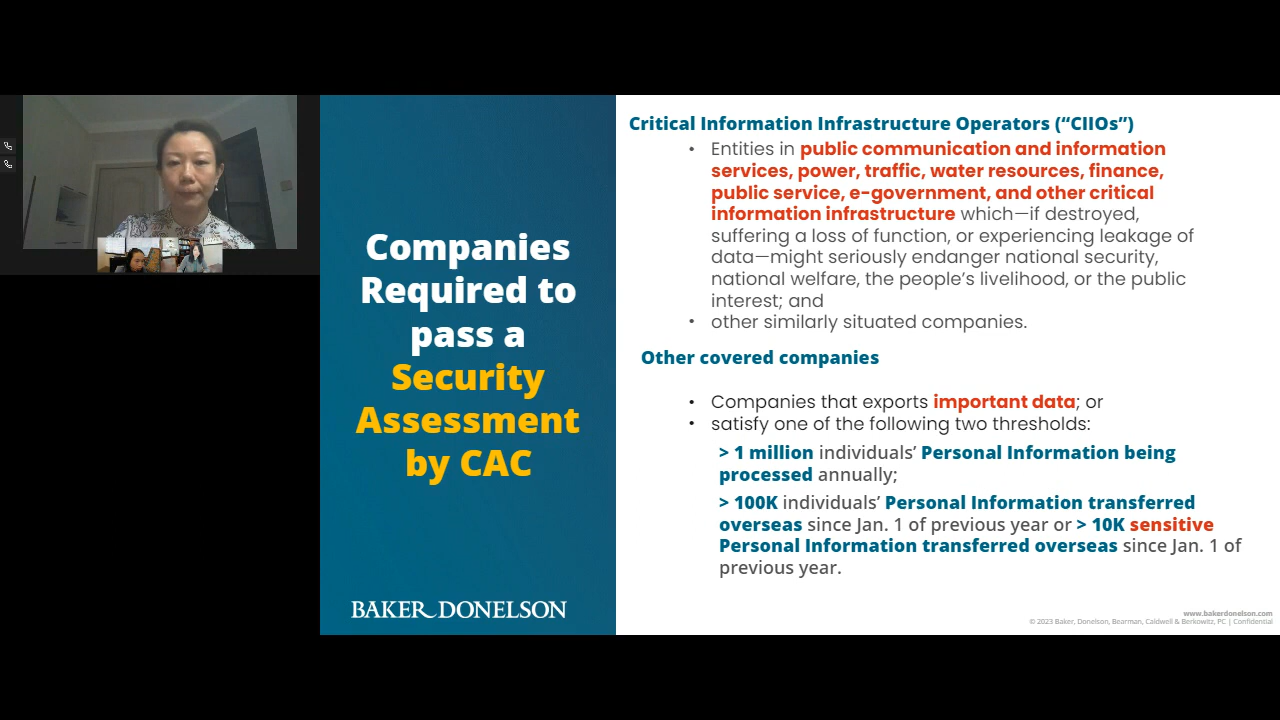 Companies
Required to
pass a
Security
Assessment
by CAC
BAKER DONELSON
Critical Information Infrastructure Operators (“CIIOs”)
• Entities in public communication and information
services, power, traffic, water resources, finance,
public service, e-government, and other critical
information infrastructure which—if destroyed,
suffering a loss of function, or experiencing leakage of
data—might seriously endanger national security,
national welfare, the people’s livelihood, or the public
interest; and
• other similarly situated companies.
Other covered companies
• Companies that exports important data; or
• satisfy one of the following two thresholds:
> 1 million individuals’ Personal Information being
processed annually;
> 100K individuals’ Personal Information transferred
overseas since Jan. 1 of previous year or > 10K sensitive
Personal Information transferred overseas since Jan. 1 of
previous year.
www.bakerdonelson.com
© 2023 Baker, Donelson, Bearman, Caldwell & Berkowitz, PC | Confidential